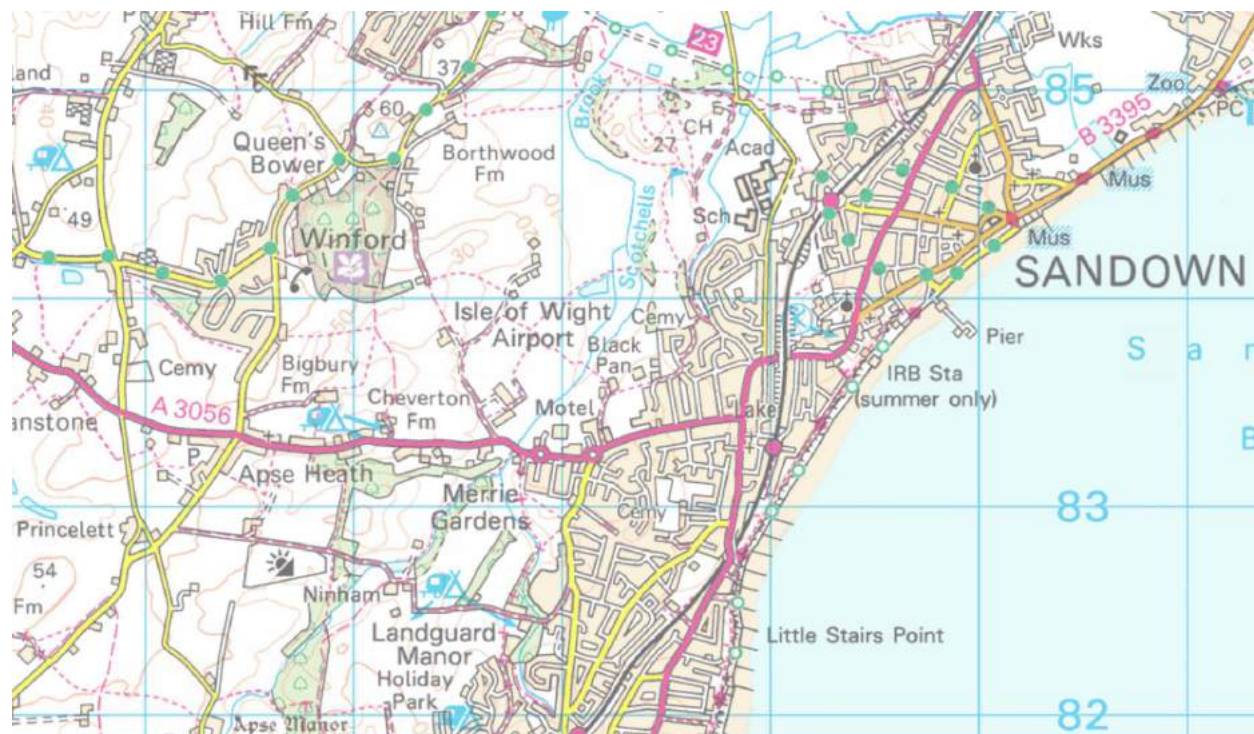 Hill Fm
23
Wks
land
37
Brook
Zoo
85
PC
60
CH
27
B 3395
Queen's
Bower
Borthwood
Fm
Acad
Mus
49
Scotchells
Sch
Mus
Winford
30
SANDOWN
Isle of Wight
Airport
Cemy
Black
Pan
Pier
S a
Bigbury
Fm
Cemy
Cheverton
Fm
IRB Sta
(summer only)
A 3056
Motel
Lake
B
anstone
P
Apse Heath
Merrie
Gardens
Cemy
83
Princelett
54
Fm
Ninham
Landguard
Manor
Little Stairs Point
Holiday
Park
Apse Manor
82